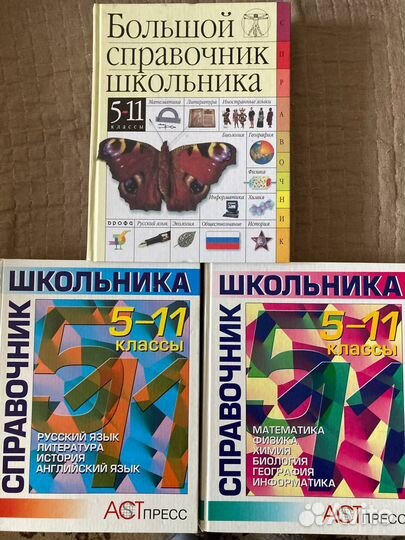 Большой
справочник
школьника
5-11
классы
Математика
Литература
Иностранные языки
Биология
География
Физика
Информатика
Химия
дрофа
Русский язык
Экология
Обществознание
История
СПРАВОЧНИК
СПРАВОЧНИК
ШКОЛЬНИКА
5-11
КЛАССЫ
РУССКИЙ ЯЗЫК
ЛИТЕРАТУРА
ИСТОРИЯ
АНГЛИЙСКИЙ ЯЗЫК
АСТ ПРЕСС
СПРАВОЧНИК
ШКОЛЬНИКА
5-11
КЛАССЫ
МАТЕМАТИКА
ФИЗИКА
ХИМИЯ
БИОЛОГИЯ
ГЕОГРАФИЯ
ИНФОРМАТИКА
АСТ ПРЕСС
Avito